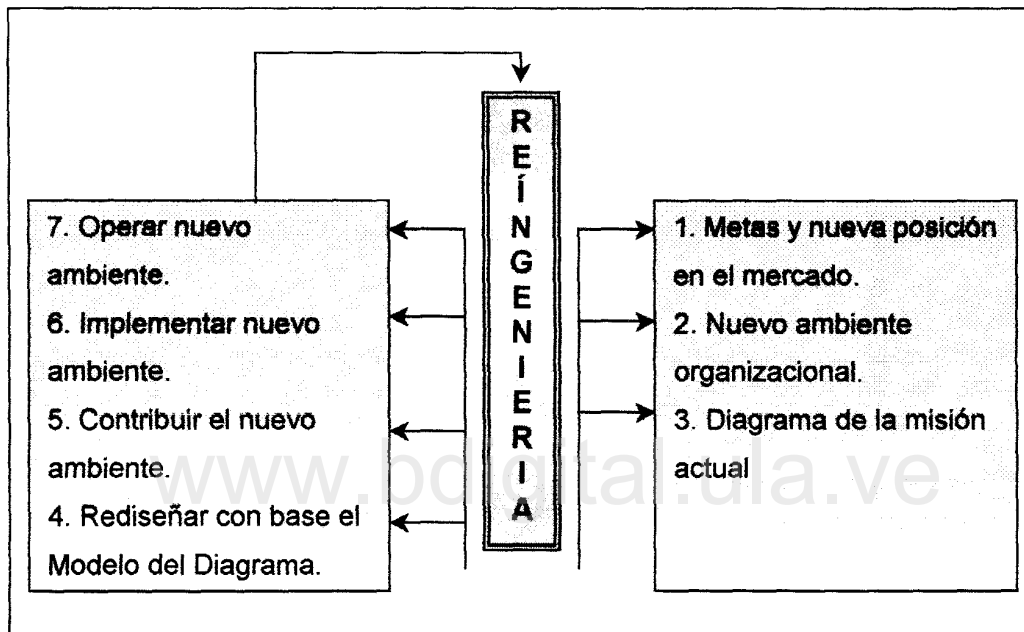 REÍNGENIERIA
7. Operar nuevo
ambiente.
6. Implementar nuevo
ambiente.
5. Contribuir el nuevo
ambiente.
4. Rediseñar con base el
Modelo del Diagrama.
1. Metas y nueva posición
en el mercado.
2. Nuevo ambiente
organizacional.
3. Diagrama de la misión
actual
www.bdigital.ula.ve